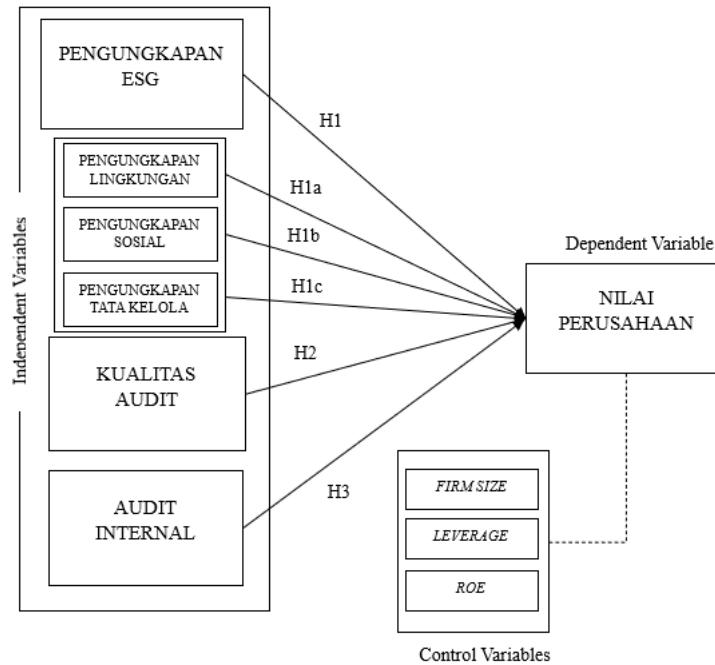 PENGUNGKAPAN
ESG
PENGUNGKAPAN
LINGKUNGAN
PENGUNGKAPAN
SOSIAL
PENGUNGKAPAN
TATA KELOLA
KUALITAS
AUDIT
AUDIT
INTERNAL
Independent Variables
H1
H1a
H1b
H1c
H2
H3
Dependent Variable
NILAI
PERUSAHAAN
FIRM SIZE
LEVERAGE
ROE
Control Variables